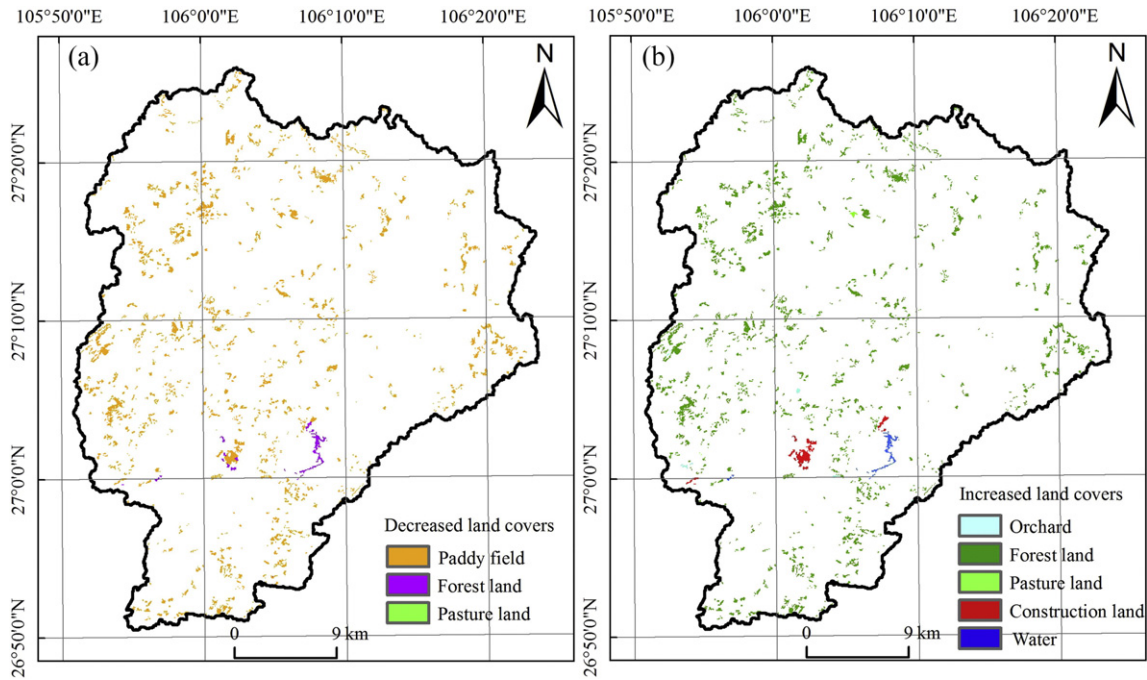 105°50'0"E 106°0'0"E 106°10'0"E 106°20'0"E
(a)
N
27°20'0"N
27°10'0"N
27°0'0"N
26°50'0"N
Decreased land covers
Paddy field
Forest land
Pasture land
0 9 km
105°50'0"E 106°0'0"E 106°10'0"E 106°20'0"E
(b)
N
27°20'0"N
27°10'0"N
27°0'0"N
26°50'0"N
Increased land covers
Orchard
Forest land
Pasture land
Construction land
Water
0 9 km